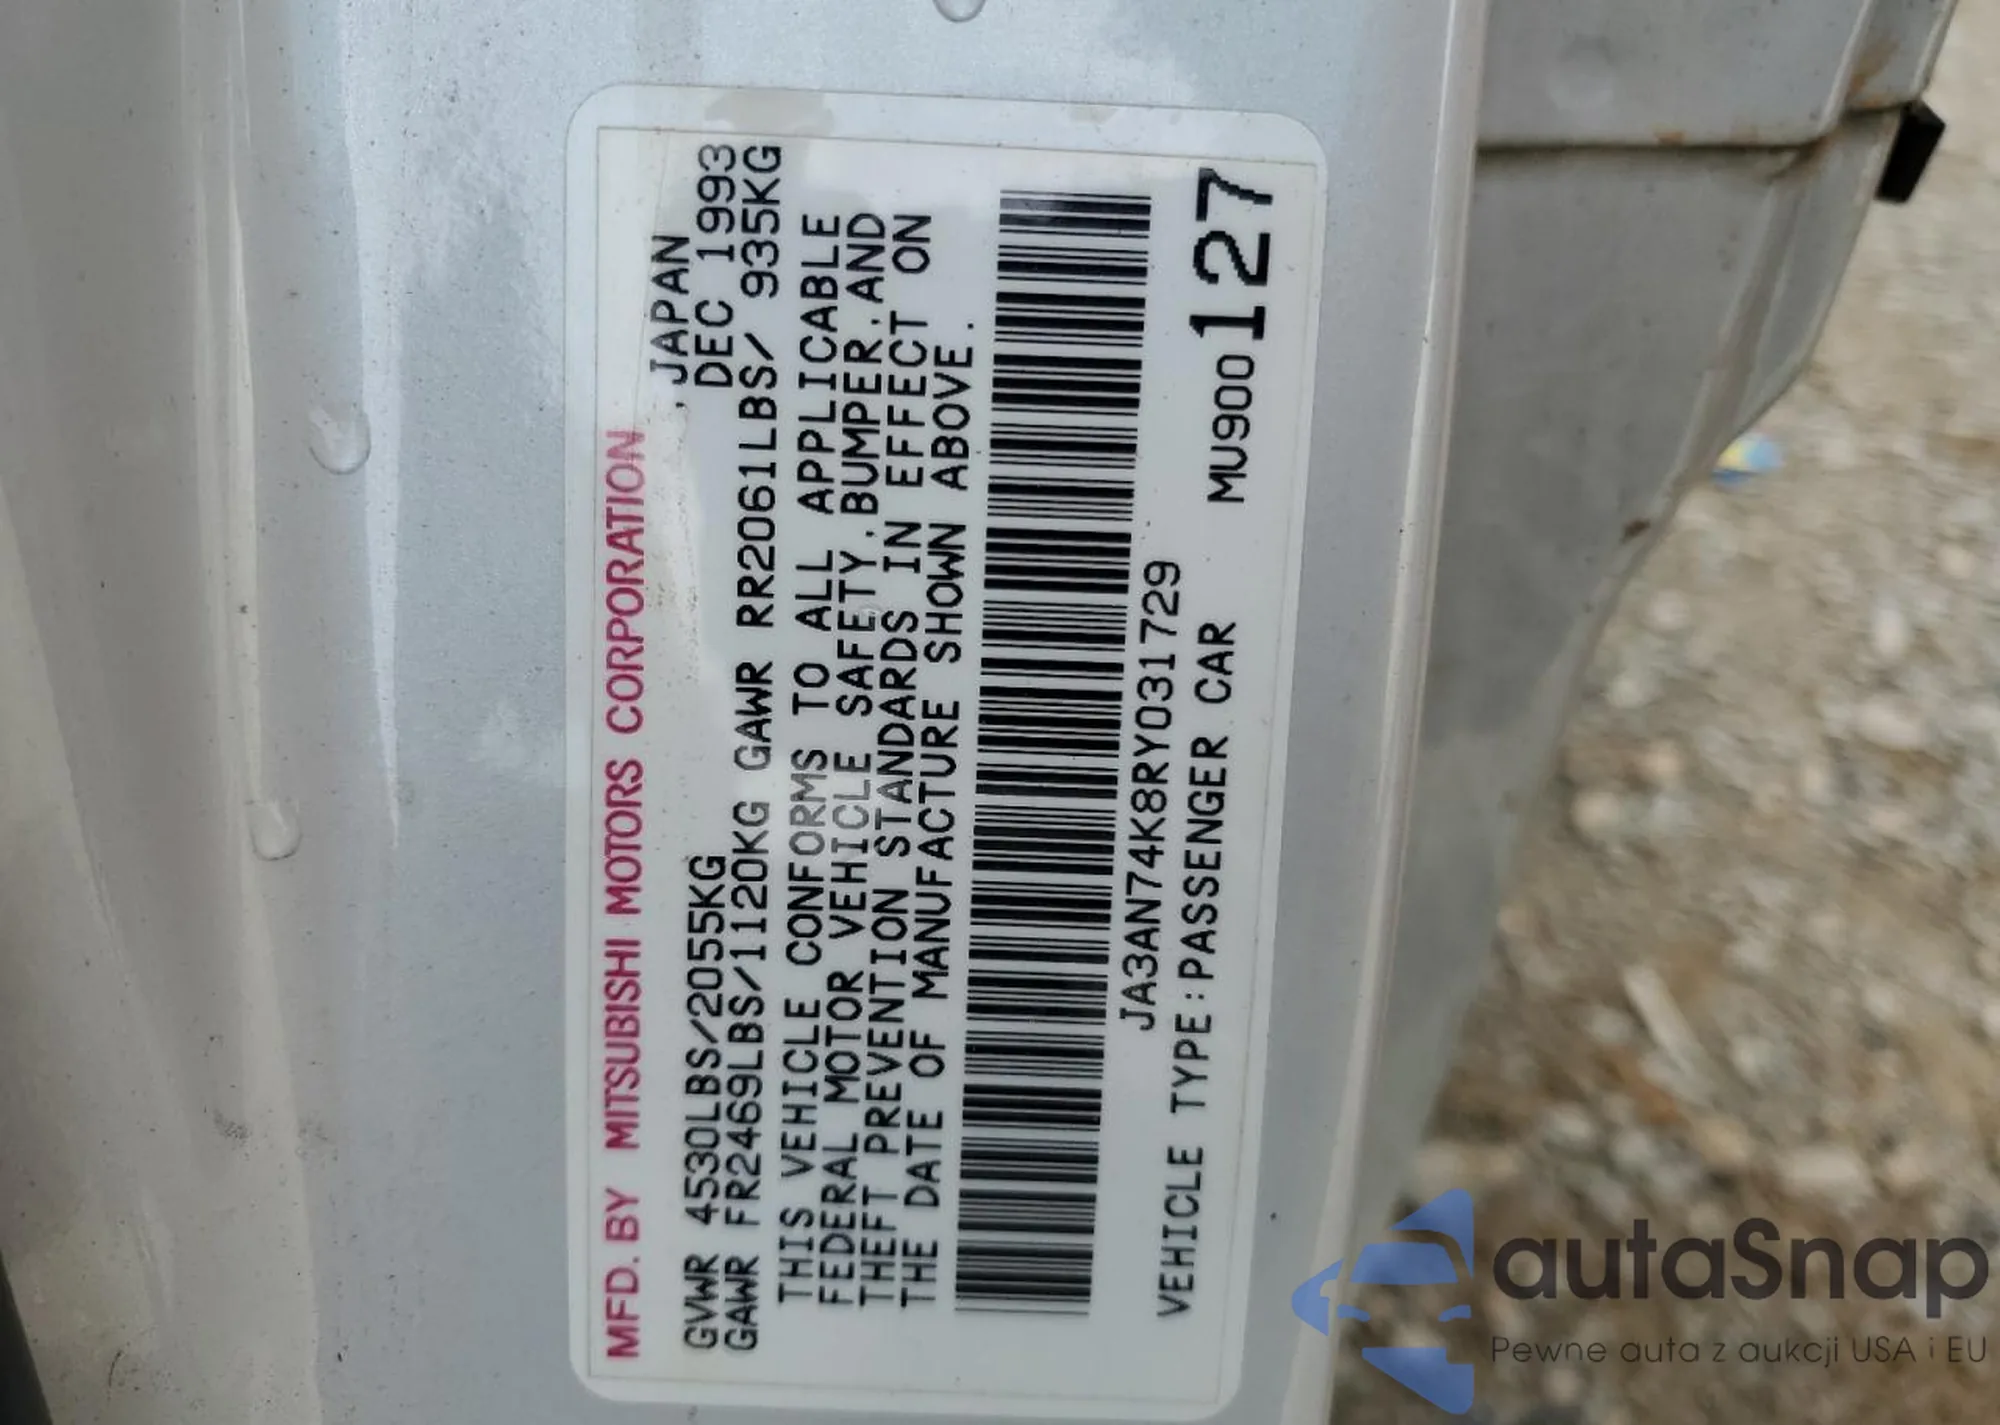 MFD. BY MITSUBISHI MOTORS CORPORATION
, JAPAN
GVWR 4530LBS/2055KG DEC 1993
GAWR FR2469LBS/1120KG GAWR RR2061LBS/ 935KG
THIS VEHICLE CONFORMS TO ALL APPLICABLE
FEDERAL MOTOR VEHICLE SAFETY,BUMPER,AND
THEFT PREVENTION STANDARDS IN EFFECT ON
THE DATE OF MANUFACTURE SHOWN ABOVE.
JA3AN74K8RY031729
VEHICLE TYPE:PASSENGER CAR MU900127
autaSnap
Pewne auta z aukcji USA i EU